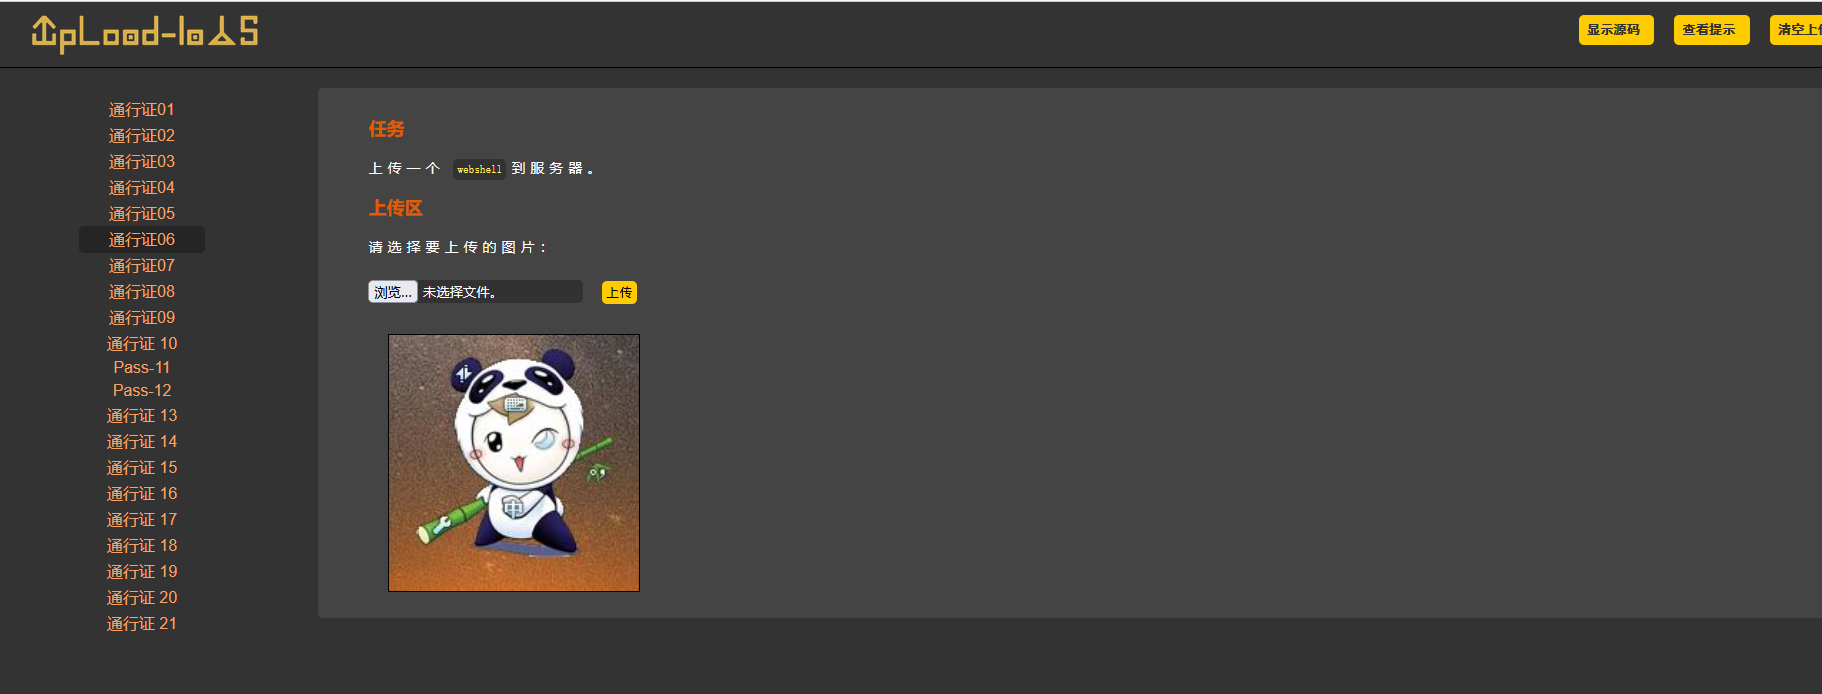 UpLoad-labS
显示源码 查看提示 清空上传
通行证01
通行证02
通行证03
通行证04
通行证05
通行证06
通行证07
通行证08
通行证09
通行证 10
Pass-11
Pass-12
通行证 13
通行证 14
通行证 15
通行证 16
通行证 17
通行证 18
通行证 19
通行证 20
通行证 21
任务
上传一个 webshell 到服务器。
上传区
请选择要上传的图片：
浏览... 未选择文件。 上传
中